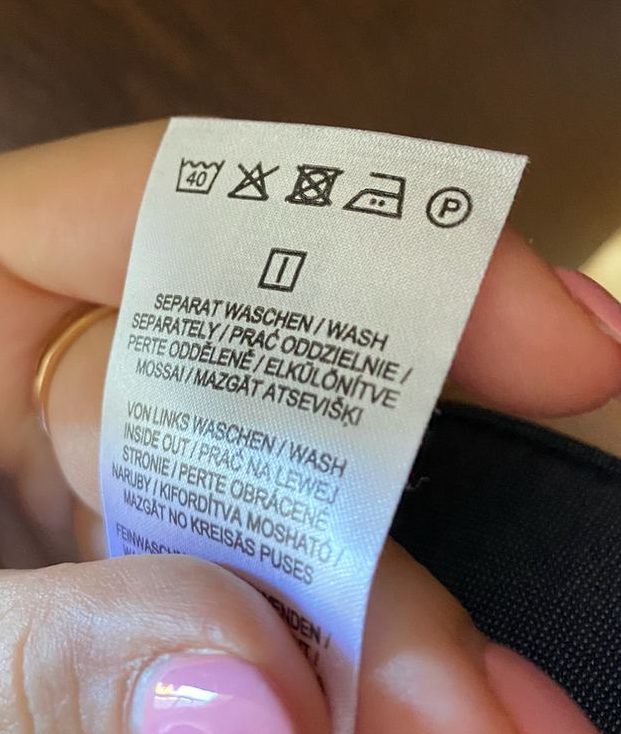 40
P
SEPARAT WASCHEN / WASH
SEPARATELY / PRAĆ ODDZIELNIE /
PERTE ODDĚLENĚ / ELKÜLÖNÍTVE
MOSSAI / MAZGĀT ATSEVIŠĶI
VON LINKS WASCHEN / WASH
INSIDE OUT / PRAĆ NA LEWEJ
STRONIE / PERTE OBRÁCENĚ
NARUBY / KIFORDÍTVA MOSHATÓ /
MAZGĀT NO KREISĀS PUSES